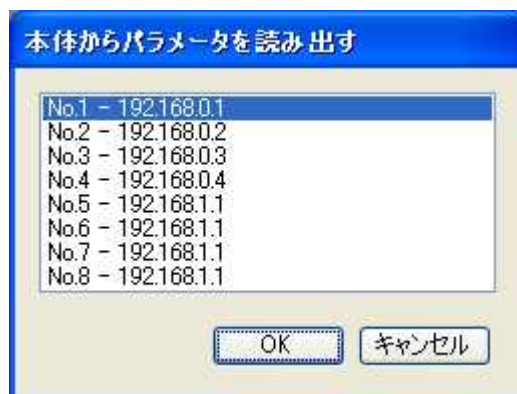 本体からパラメータを読み出す
No.1 - 192.168.0.1
No.2 - 192.168.0.2
No.3 - 192.168.0.3
No.4 - 192.168.0.4
No.5 - 192.168.1.1
No.6 - 192.168.1.1
No.7 - 192.168.1.1
No.8 - 192.168.1.1
OK キャンセル